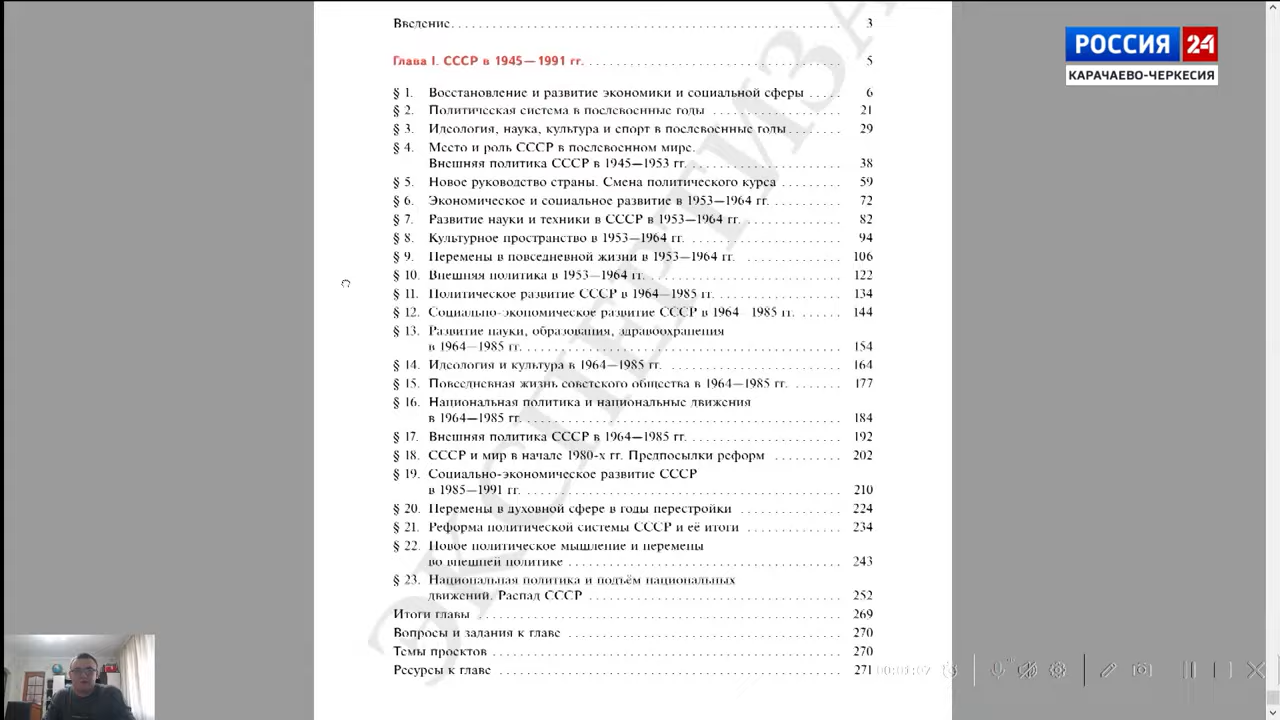 Введение. 3
РОССИЯ 24
КАРАЧАЕВО-ЧЕРКЕСИЯ
Глава I. СССР в 1945—1991 гг. 5
§ 1. Восстановление и развитие экономики и социальной сферы 6
§ 2. Политическая система в послевоенные годы 21
§ 3. Идеология, наука, культура и спорт в послевоенные годы 29
§ 4. Место и роль СССР в послевоенном мире.
Внешняя политика СССР в 1945—1953 гг. 38
§ 5. Новое руководство страны. Смена политического курса 59
§ 6. Экономическое и социальное развитие в 1953—1964 гг. 72
§ 7. Развитие науки и техники в СССР в 1953—1964 гг. 82
§ 8. Культурное пространство в 1953—1964 гг. 94
§ 9. Перемены в повседневной жизни в 1953—1964 гг. 106
§ 10. Внешняя политика в 1953—1964 гг. 122
§ 11. Политическое развитие СССР в 1964—1985 гг. 134
§ 12. Социально-экономическое развитие СССР в 1964—1985 гг. 144
§ 13. Развитие науки, образования, здравоохранения
в 1964—1985 гг. 154
§ 14. Идеология и культура в 1964—1985 гг. 164
§ 15. Повседневная жизнь советского общества в 1964—1985 гг. 177
§ 16. Национальная политика и национальные движения
в 1964—1985 гг. 184
§ 17. Внешняя политика СССР в 1964—1985 гг. 192
§ 18. СССР и мир в начале 1980-х гг. Предпосылки реформ 202
§ 19. Социально-экономическое развитие СССР
в 1985—1991 гг. 210
§ 20. Перемены в духовной сфере в годы перестройки 224
§ 21. Реформа политической системы СССР и её итоги 234
§ 22. Новое политическое мышление и перемены
во внешней политике 243
§ 23. Национальная политика и подъём национальных
движений. Распад СССР 252
Итоги главы 269
Вопросы и задания к главе 270
Темы проектов 270
Ресурсы к главе 271